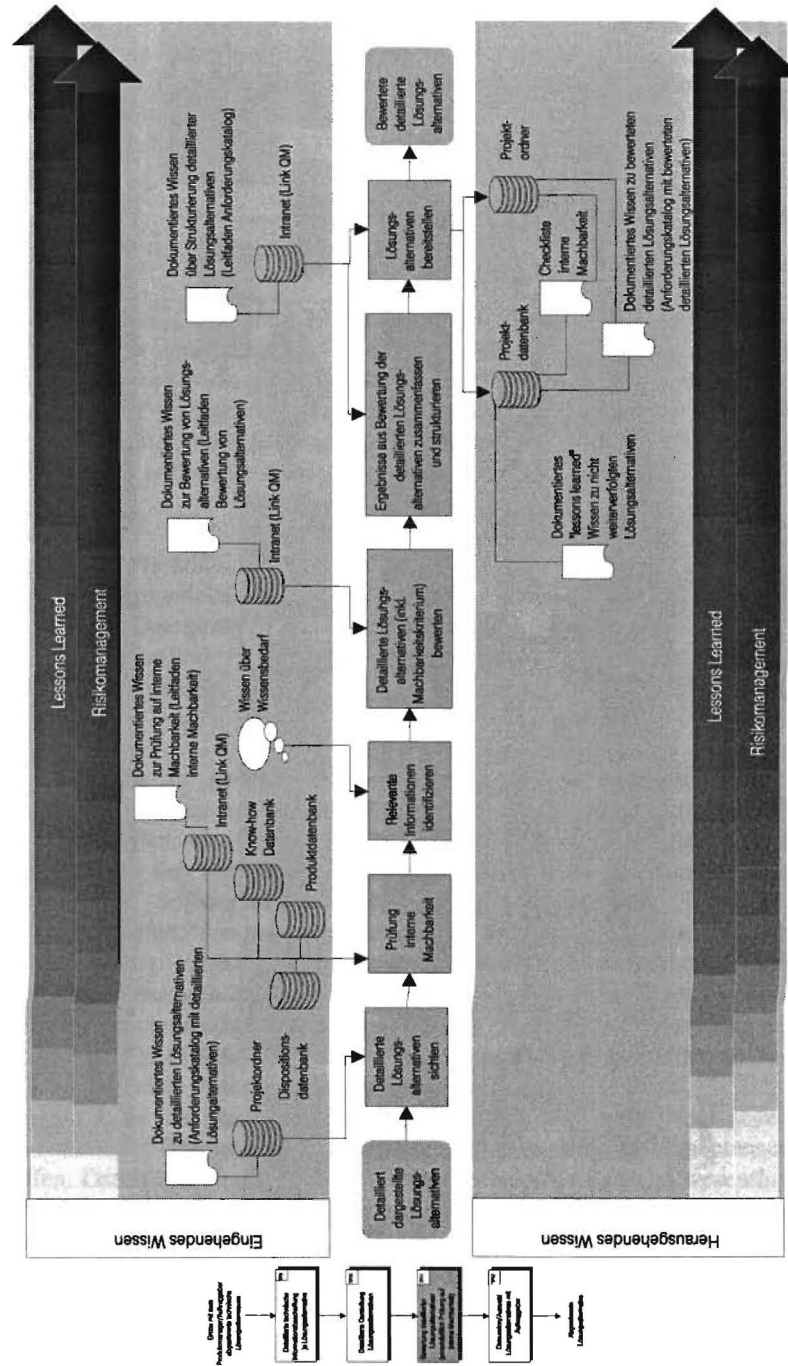 Lessons Learned
Risikomanagement
Eingehendes Wissen
Dokumentiertes Wissen
zu detaillierten Lösungsalternativen
(Anforderungskatalog mit detaillierten
Lösungalternativen)
Projektordner
Dispositions-
datenbank
Dokumentiertes Wissen
zur Prüfung auf interne
Machbarkeit (Leitfaden
interne Machbarkeit)
Intranet (Link QM)
Know-how
Datenbank
Produktdatenbank
Wissen über
Wissensbedarf
Dokumentiertes Wissen
zur Bewertung von Lösungs-
alternativen (Leitfaden
Bewertung von
Lösungsalternativen)
Intranet (Link QM)
Dokumentiertes Wissen
über Strukturierung detaillierter
Lösungsalternativen
(Leitfaden Anforderungskatalog)
Intranet (Link QM)
Detailliert
dargestellte
Lösungs-
alternativen
Detaillierte
Lösungs-
alternativen
sichten
Prüfung
interne
Machbarkeit
Relevante
Informationen
identifizieren
Detaillierte Lösungs-
alternativen (inkl.
Machbarkeitskriterium)
bewerten
Ergebnisse aus Bewertung der
detaillierten Lösungs-
alternativen zusammenfassen
und strukturieren
Lösungs-
alternativen
bereitstellen
Bewertete
detaillierte
Lösungs-
alternativen
Herausgehendes Wissen
Dokumentiertes
"lessons learned"
Wissen zu nicht
weiterverfolgten
Lösungsalternativen
Projekt-
datenbank
Checkliste
interne
Machbarkeit
Projekt-
ordner
Dokumentiertes Wissen zu bewerteten
detaillierten Lösungsalternativen
(Anforderungskatalog mit bewerteten
detaillierten Lösungsalternativen)
Lessons Learned
Risikomanagement